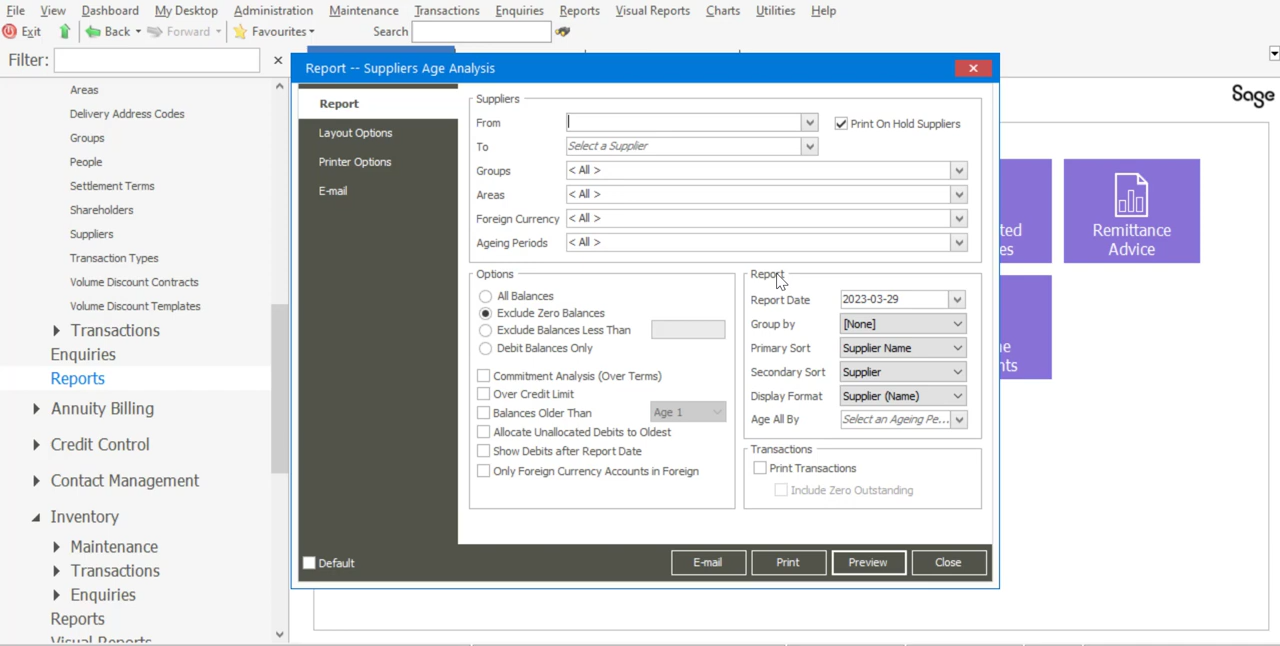 File View Dashboard My Desktop Administration Maintenance Transactions Enquiries Reports Visual Reports Charts Utilities Help
Exit Back Forward Favourites Search
Filter:
Areas
Delivery Address Codes
Groups
People
Settlement Terms
Shareholders
Suppliers
Transaction Types
Volume Discount Contracts
Volume Discount Templates
Transactions
Enquiries
Reports
Annuity Billing
Credit Control
Contact Management
Inventory
Maintenance
Transactions
Enquiries
Reports
Visual Reports
Report -- Suppliers Age Analysis
Report
Layout Options
Printer Options
E-mail
Suppliers
From
Print On Hold Suppliers
To Select a Supplier
Groups < All >
Areas < All >
Foreign Currency < All >
Ageing Periods < All >
Options
All Balances
Exclude Zero Balances
Exclude Balances Less Than
Debit Balances Only
Commitment Analysis (Over Terms)
Over Credit Limit
Balances Older Than Age 1
Allocate Unallocated Debits to Oldest
Show Debits after Report Date
Only Foreign Currency Accounts in Foreign
Report
Report Date 2023-03-29
Group by [None]
Primary Sort Supplier Name
Secondary Sort Supplier
Display Format Supplier (Name)
Age All By Select an Ageing Pe...
Transactions
Print Transactions
Include Zero Outstanding
Default
E-mail Print Preview Close
Sage
Remittance
Advice